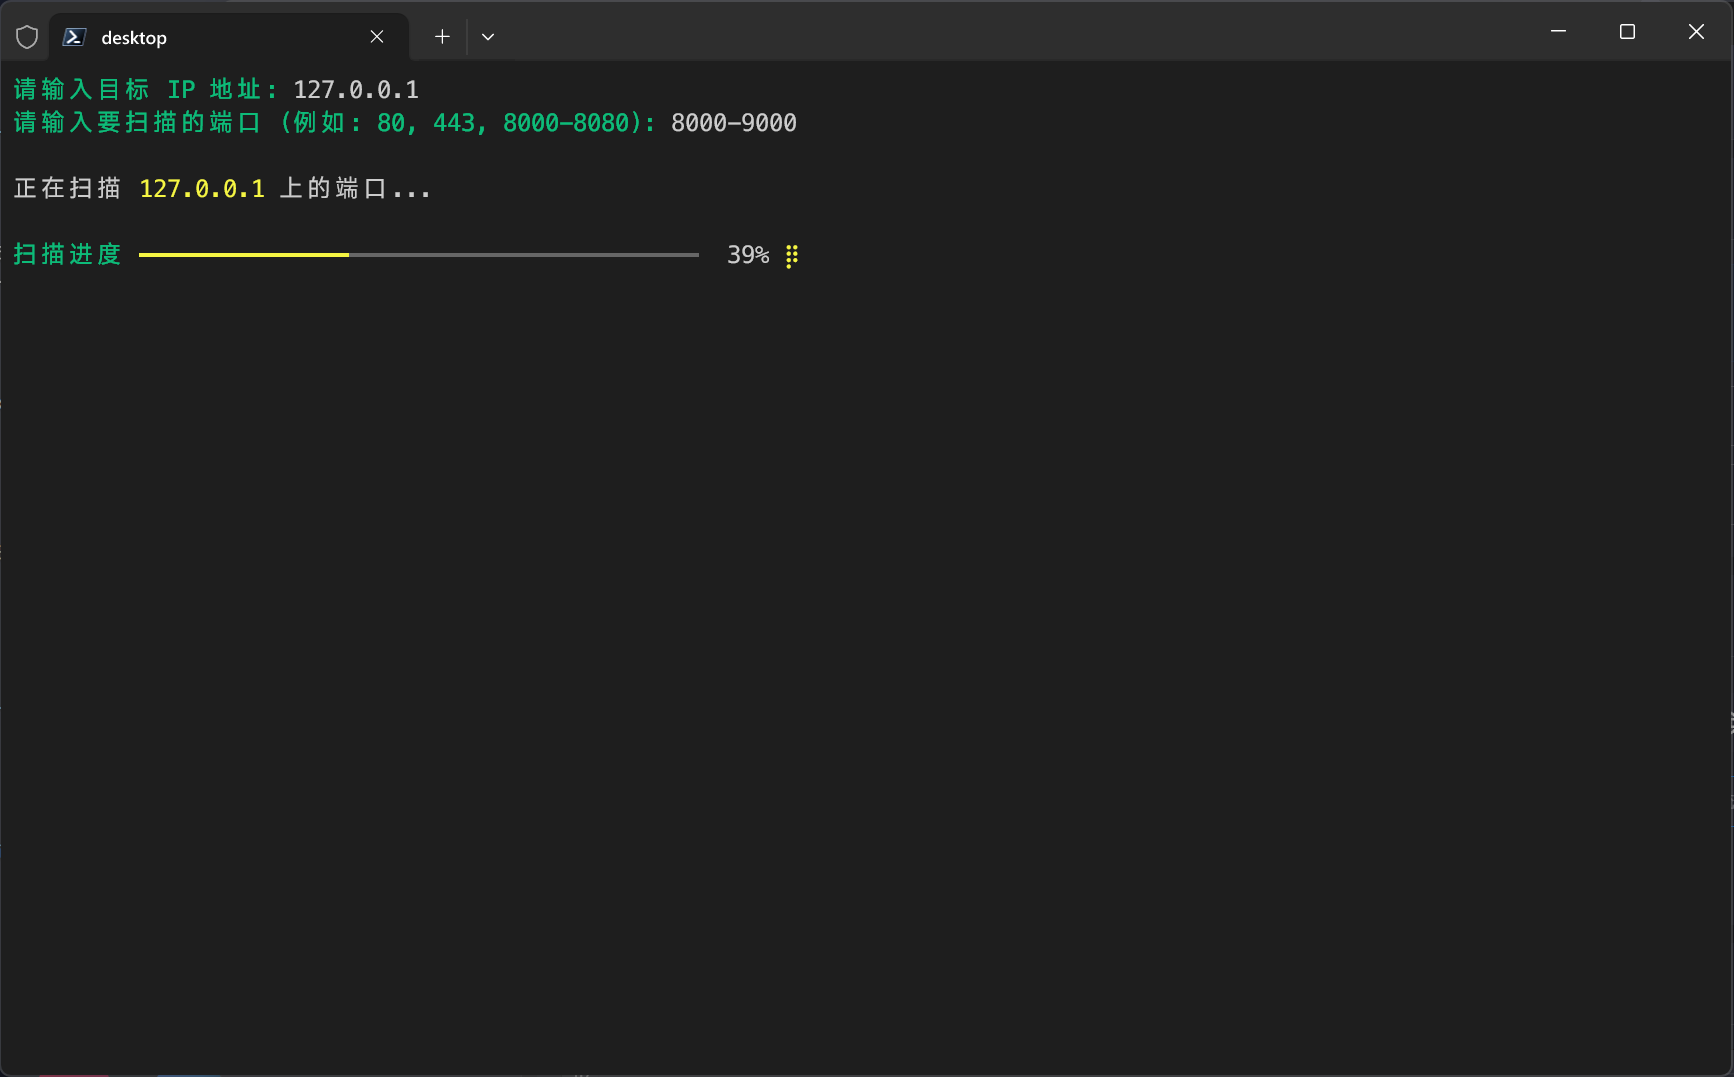 desktop
请输入目标 IP 地址: 127.0.0.1
请输入要扫描的端口 (例如: 80, 443, 8000-8080): 8000-9000
正在扫描 127.0.0.1 上的端口...
扫描进度 39%